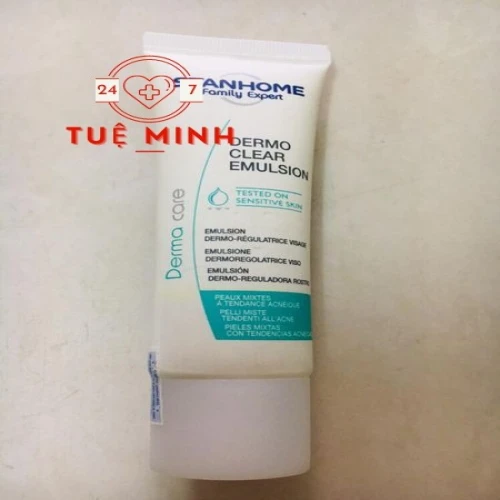 STANHOME
Family Expert
24 7
TUỆ MINH
DERMO
CLEAR
EMULSION
TESTED ON
SENSITIVE SKIN
Derma care
EMULSION
DERMO-RÉGULATRICE VISAGE
EMULSIONE
DERMOREGOLATRICE VISO
EMULSIÓN
DERMO-REGULADORA ROSTRO
PEAUX MIXTES
A TENDANCE ACNÉIQUE
PELLI MISTE
TENDENTI ALL'ACNE
PIELES MIXTAS
CON TENDENCIAS